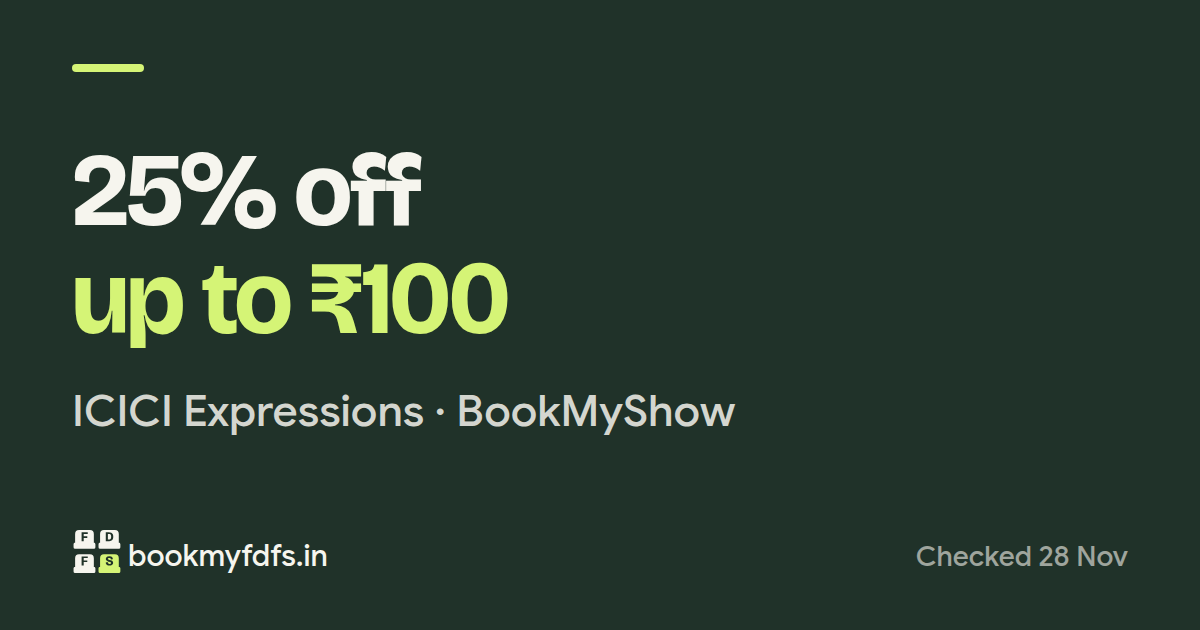 25% off
up to ₹100
ICICI Expressions · BookMyShow
F D
F S
bookmyfdfs.in
Checked 28 Nov